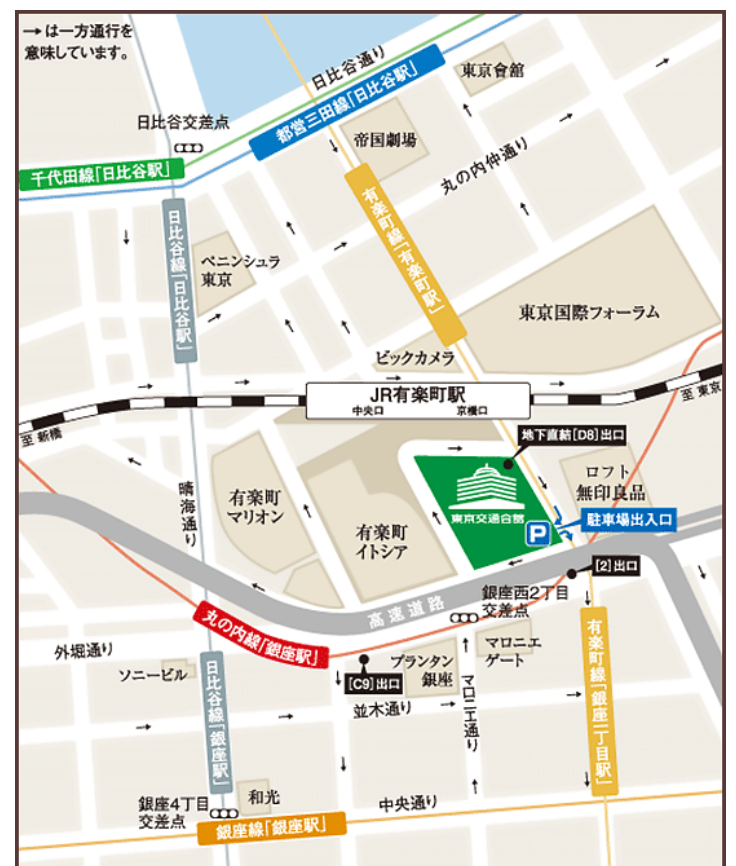 →は一方通行を
意味しています。
日比谷通り
東京會舘
都営三田線「日比谷駅」
日比谷交差点
帝国劇場
千代田線「日比谷駅」
丸の内仲通り
有楽町線「有楽町駅」
日比谷線「日比谷駅」
ペニンシュラ
東京
東京国際フォーラム
ビックカメラ
JR有楽町駅
中央口
京橋口
至 東京
至 新橋
地下直結[D8]出口
ロフト
無印良品
有楽町
マリオン
晴海通り
東京交通会館
有楽町
イトシア
P
駐車場出入口
[2]出口
銀座西2丁目
交差点
高速道路
丸の内線「銀座駅」
外堀通り
マロニエ
ゲート
有楽町線「銀座一丁目駅」
ソニービル
プランタン
銀座
[C9]出口
日比谷線「銀座駅」
マロニエ通り
並木通り
和光
銀座4丁目
交差点
中央通り
銀座線「銀座駅」